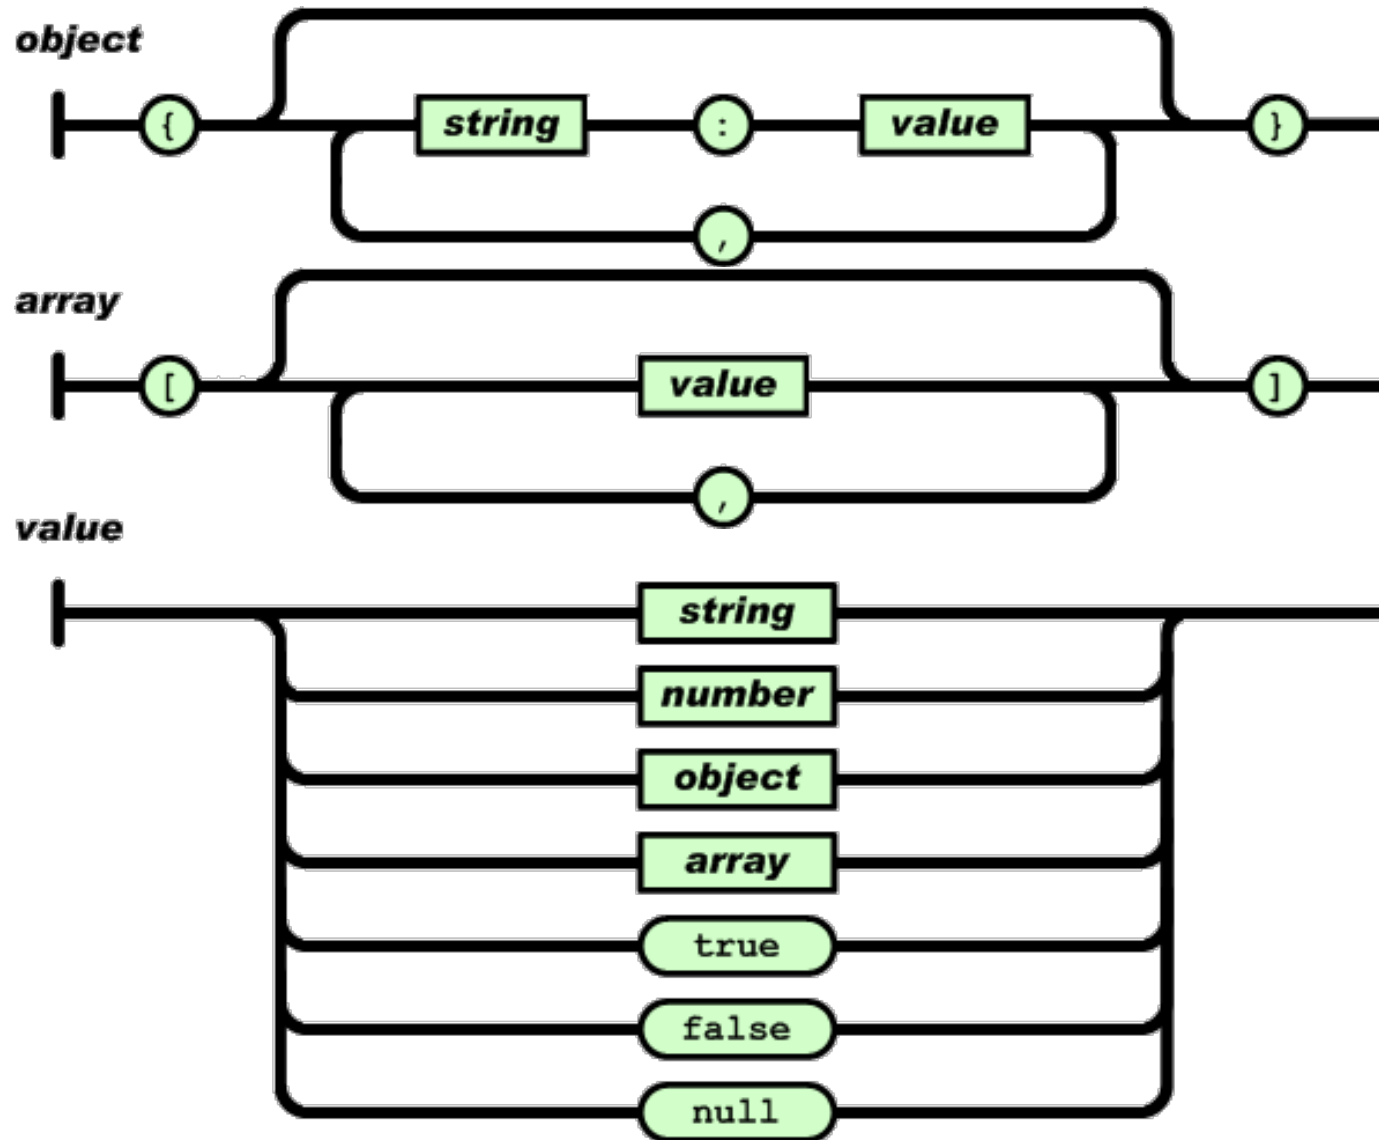 object
{ string : value }
,
array
[ value ]
,
value
string
number
object
array
true
false
null